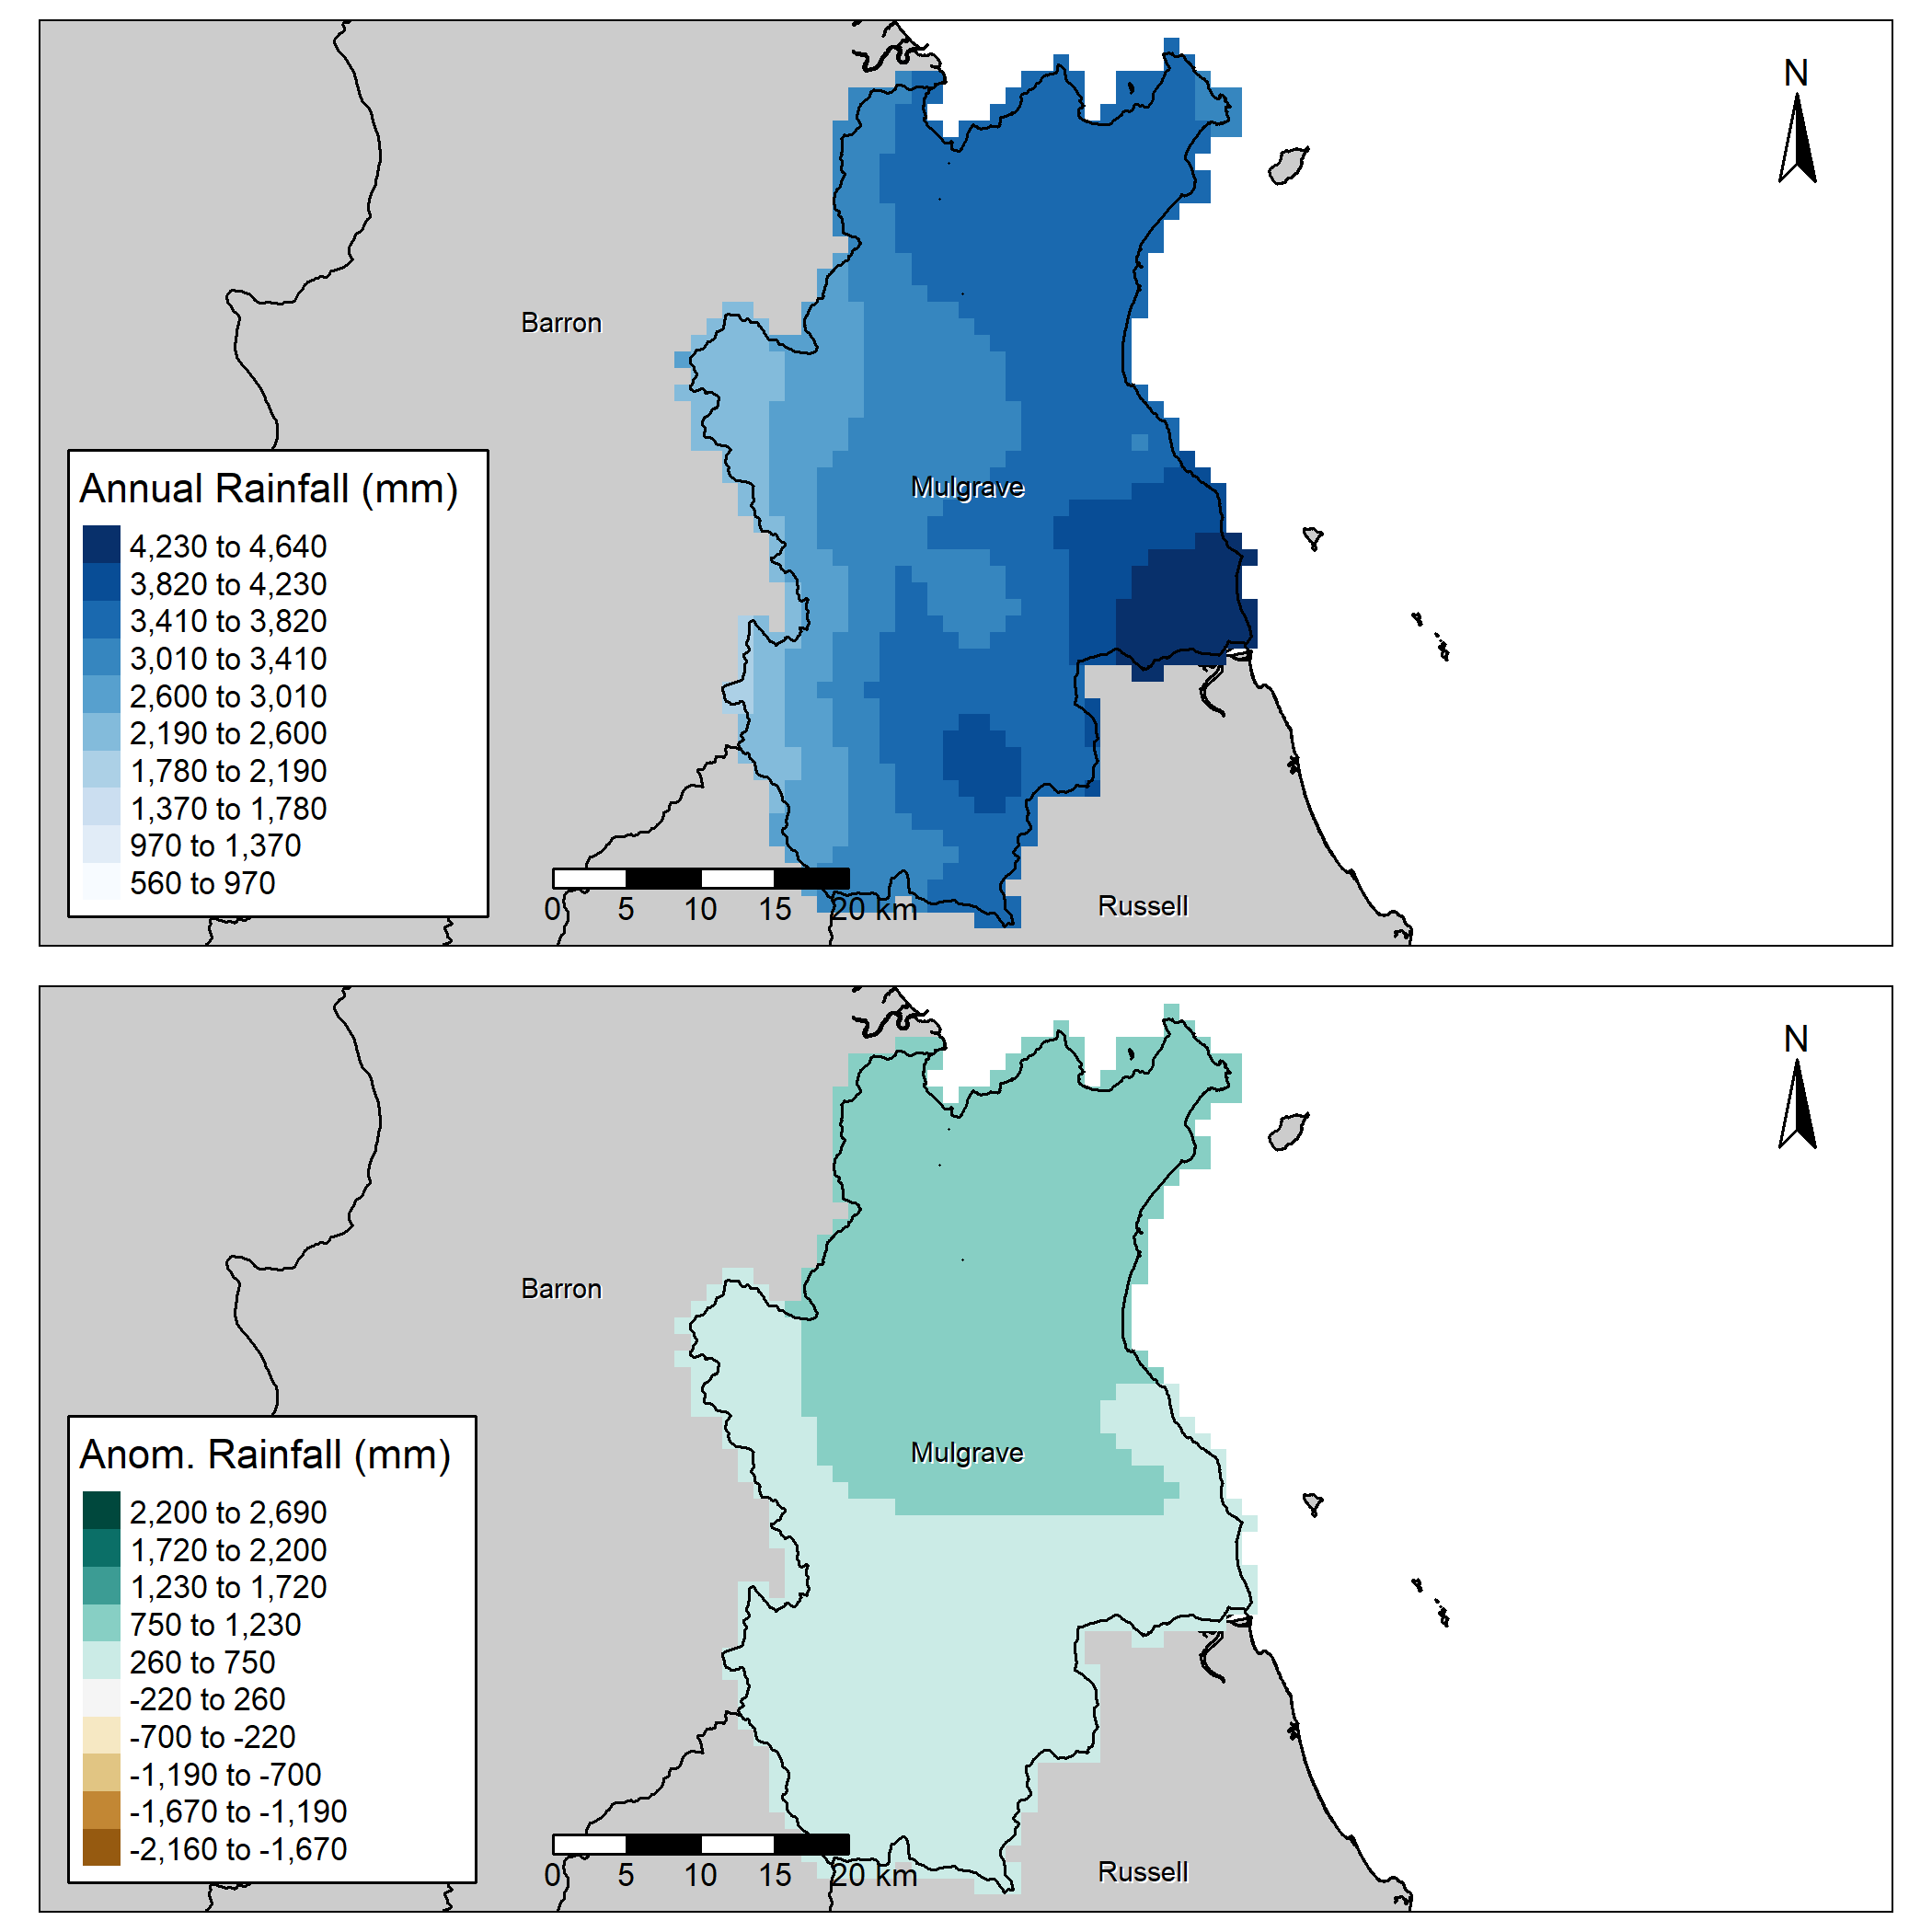 N
Barron
Mulgrave
Annual Rainfall (mm)
4,230 to 4,640
3,820 to 4,230
3,410 to 3,820
3,010 to 3,410
2,600 to 3,010
2,190 to 2,600
1,780 to 2,190
1,370 to 1,780
970 to 1,370
560 to 970
0 5 10 15 20 km
Russell
N
Barron
Mulgrave
Anom. Rainfall (mm)
2,200 to 2,690
1,720 to 2,200
1,230 to 1,720
750 to 1,230
260 to 750
-220 to 260
-700 to -220
-1,190 to -700
-1,670 to -1,190
-2,160 to -1,670
0 5 10 15 20 km
Russell